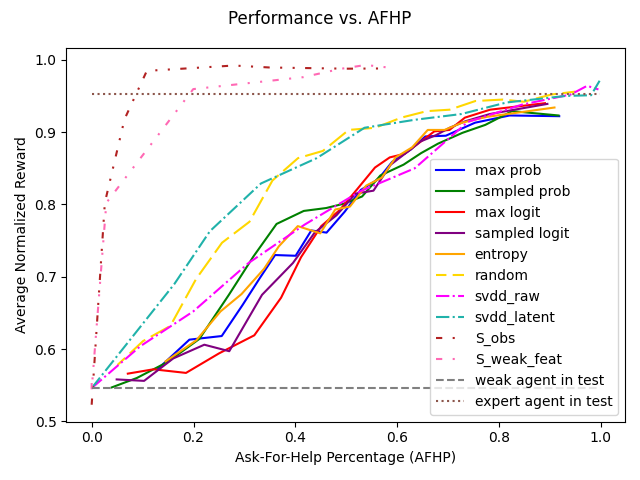 Performance vs. AFHP
Average Normalized Reward
1.0
0.9
0.8
0.7
0.6
0.5
0.0
0.2
0.4
0.6
0.8
1.0
Ask-For-Help Percentage (AFHP)
max prob
sampled prob
max logit
sampled logit
entropy
random
svdd_raw
svdd_latent
S_obs
S_weak_feat
weak agent in test
expert agent in test